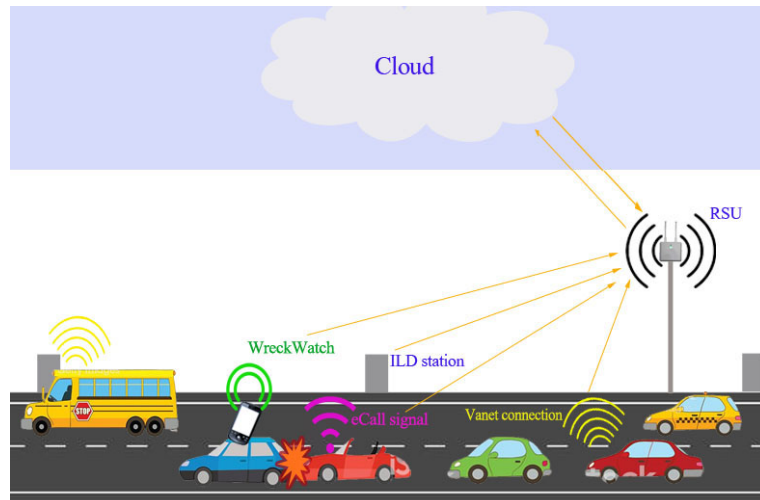 Cloud
RSU
WreckWatch
ILD station
eCall signal
Vanet connection
STOP